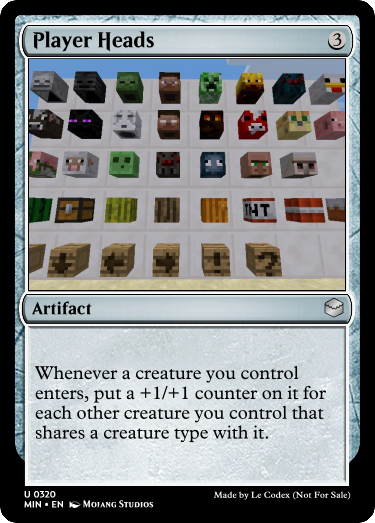 Player Heads 3
TNT
Artifact
Whenever a creature you control
enters, put a +1/+1 counter on it for
each other creature you control that
shares a creature type with it.
U 0320
MIN • EN Mojang Studios
Made by Le Codex (Not For Sale)